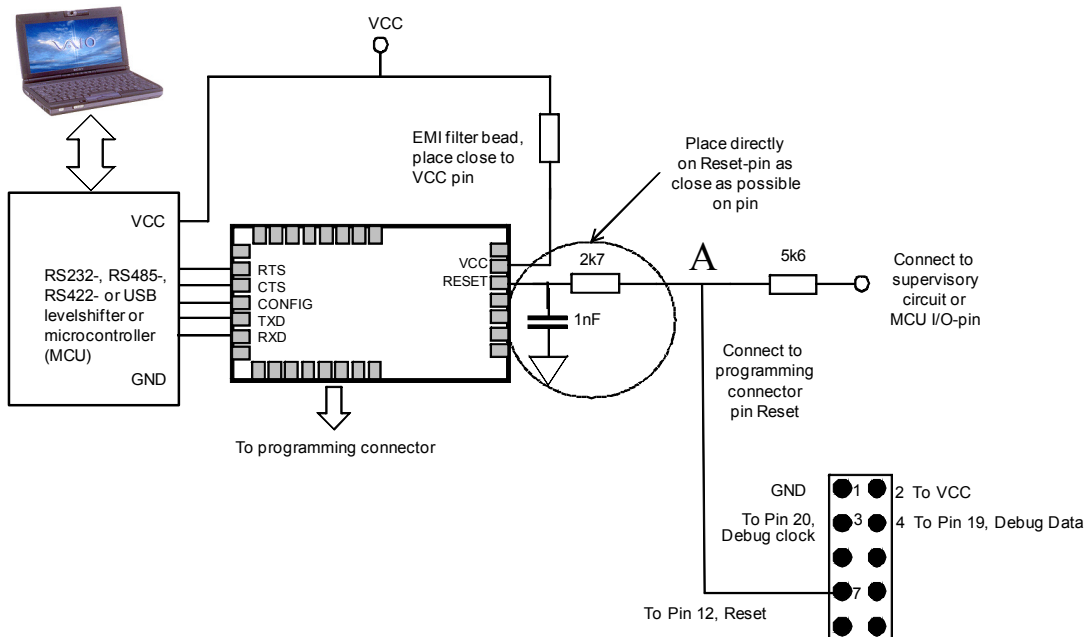 VCC
VAIO
EMI filter bead,
place close to
VCC pin
Place directly
on Reset-pin as
close as possible
on pin
VCC
RS232-, RS485-,
RS422- or USB
levelshifter or
microcontroller
(MCU)
GND
RTS
CTS
CONFIG
TXD
RXD
VCC
RESET
2k7
1nF
A
5k6
Connect to
supervisory
circuit or
MCU I/O-pin
Connect to
programming
connector
pin Reset
To programming connector
GND
1
2 To VCC
To Pin 20,
Debug clock
3
4 To Pin 19, Debug Data
7
To Pin 12, Reset